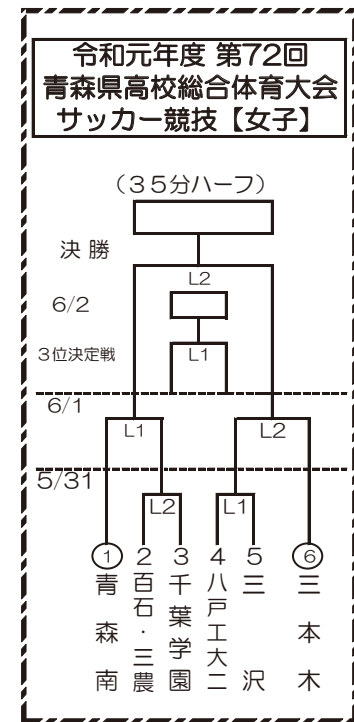 令和元年度 第72回
青森県高校総合体育大会
サッカー競技【女子】
(35分ハーフ)
決 勝
L2
6/2
3位決定戦
L1
6/1
L1
L2
5/31
L2
L1
① 2 3 4 5 ⑥
青森南
百石・三農
千葉学園
八戸工大二
三沢
三本木